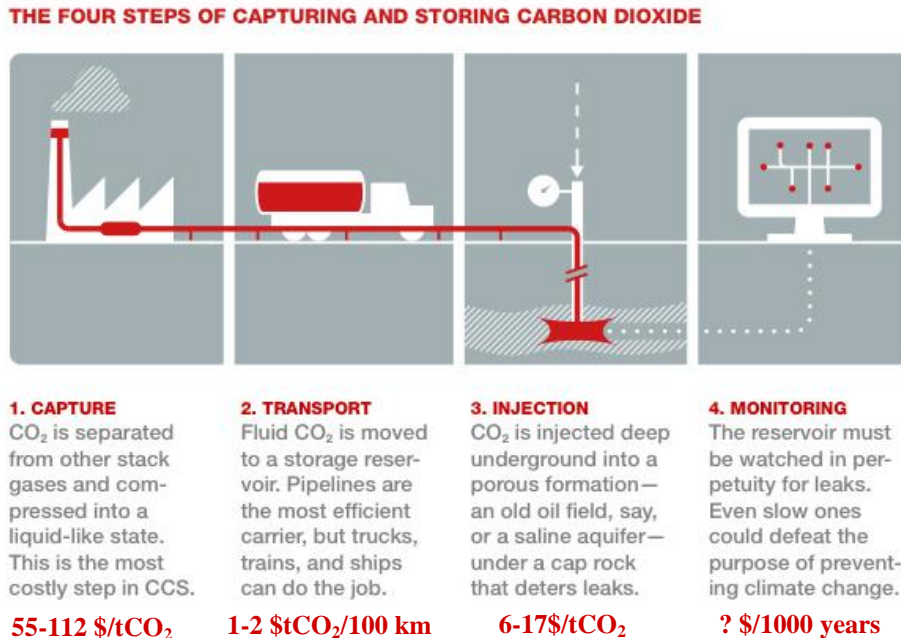 THE FOUR STEPS OF CAPTURING AND STORING CARBON DIOXIDE
1. CAPTURE
CO₂ is separated
from other stack
gases and com-
pressed into a
liquid-like state.
This is the most
costly step in CCS.
55-112 $/tCO₂
2. TRANSPORT
Fluid CO₂ is moved
to a storage reser-
voir. Pipelines are
the most efficient
carrier, but trucks,
trains, and ships
can do the job.
1-2 $tCO₂/100 km
3. INJECTION
CO₂ is injected deep
underground into a
porous formation—
an old oil field, say,
or a saline aquifer—
under a cap rock
that deters leaks.
6-17$/tCO₂
4. MONITORING
The reservoir must
be watched in per-
petuity for leaks.
Even slow ones
could defeat the
purpose of prevent-
ing climate change.
? $/1000 years